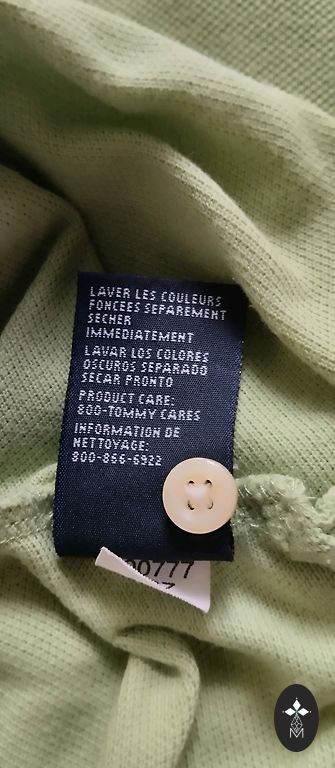 LAVER LES COULEURS
FONCEES SEPAREMENT
SECHER
IMMEDIATEMENT
LAVAR LOS COLORES
OSCUROS SEPARADO
SECAR PRONTO
PRODUCT CARE:
800-TOMMY CARES
INFORMATION DE
NETTOYAGE:
800-866-6922
00777
M